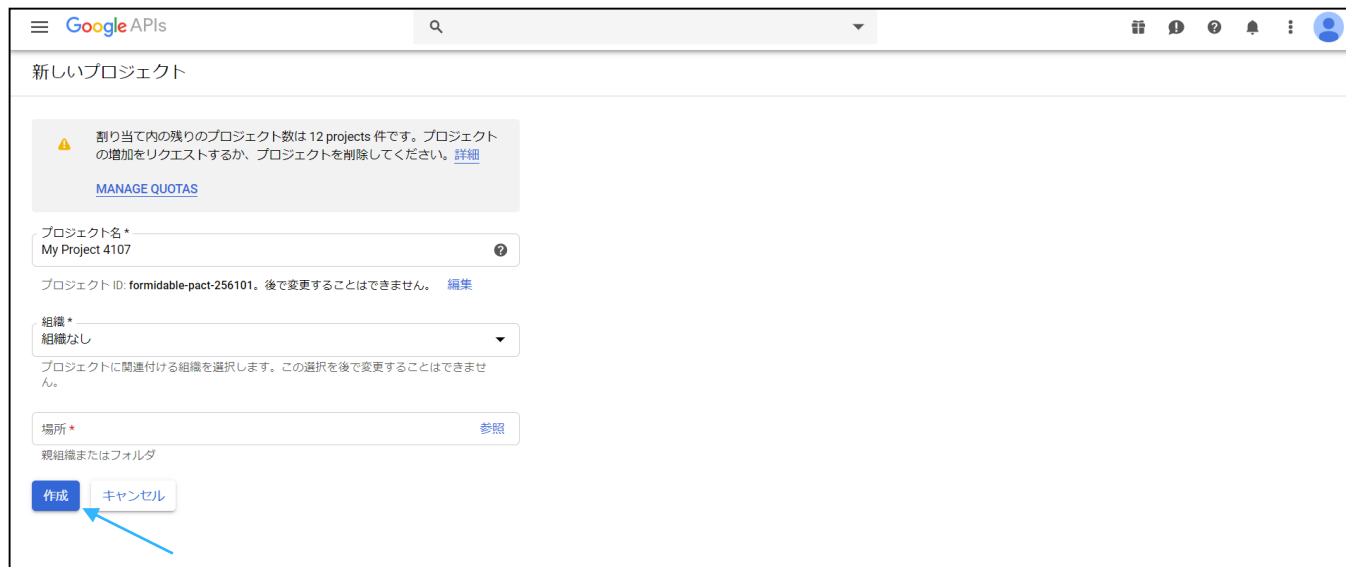 Google APIs
新しいプロジェクト
割り当て内の残りのプロジェクト数は 12 projects 件です。プロジェクト
の増加をリクエストするか、プロジェクトを削除してください。詳細
MANAGE QUOTAS
プロジェクト名 *
My Project 4107
プロジェクト ID: formidable-pact-256101。後で変更することはできません。 編集
組織 *
組織なし
プロジェクトに関連付ける組織を選択します。この選択を後で変更することはできませ
ん。
場所 * 参照
親組織またはフォルダ
作成 キャンセル